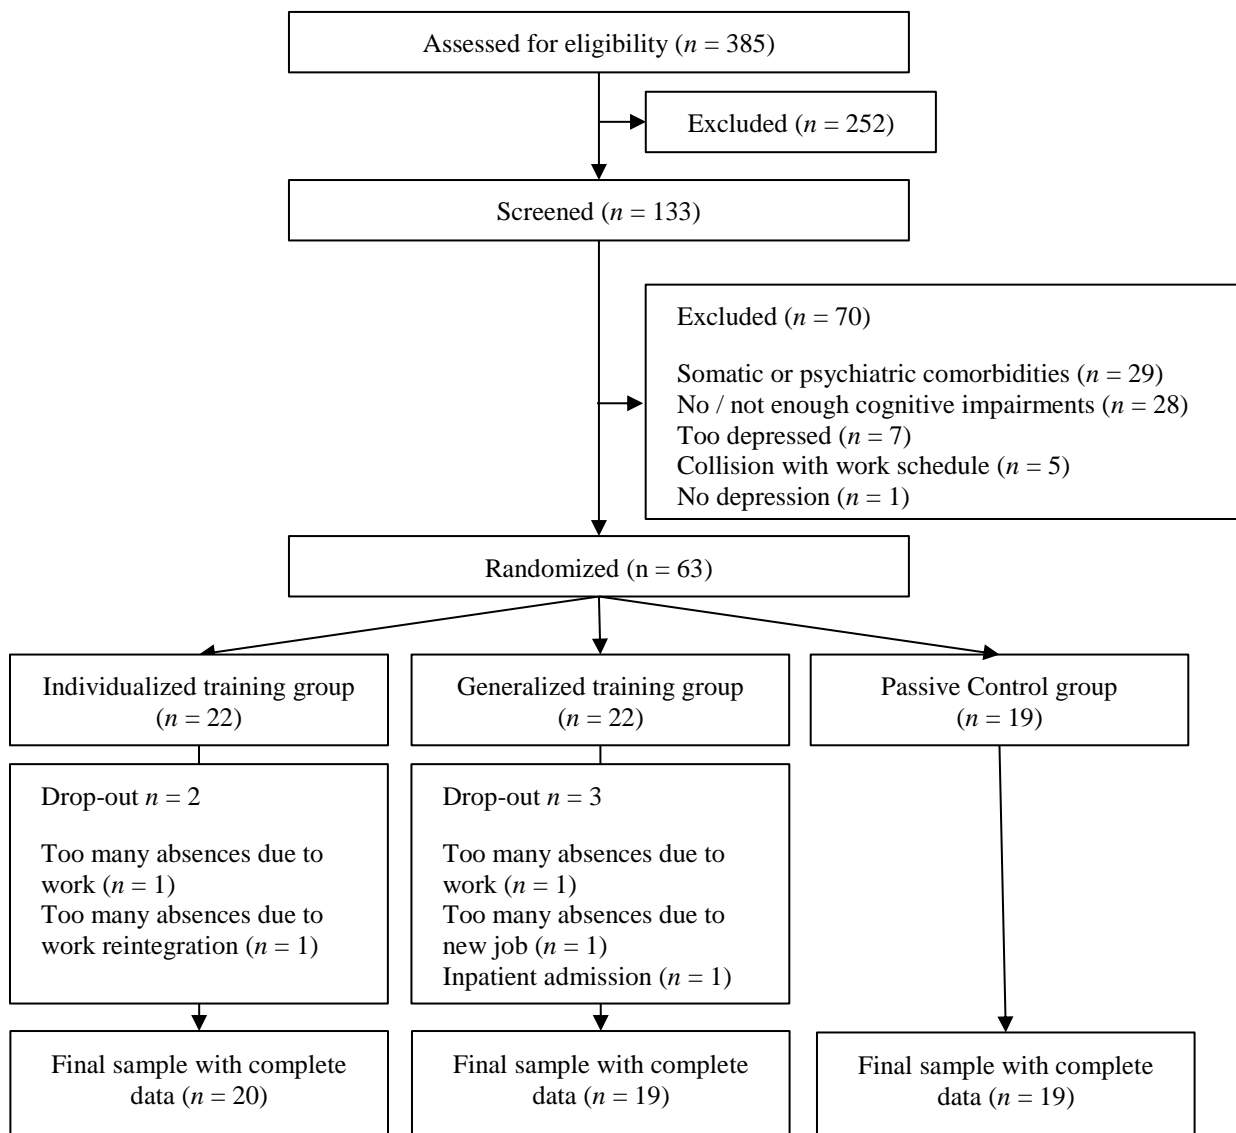 Assessed for eligibility (n = 385)
Excluded (n = 252)
Screened (n = 133)
Excluded (n = 70)
Somatic or psychiatric comorbidities (n = 29)
No / not enough cognitive impairments (n = 28)
Too depressed (n = 7)
Collision with work schedule (n = 5)
No depression (n = 1)
Randomized (n = 63)
Individualized training group
(n = 22)
Generalized training group
(n = 22)
Passive Control group
(n = 19)
Drop-out n = 2
Too many absences due to
work (n = 1)
Too many absences due to
work reintegration (n = 1)
Drop-out n = 3
Too many absences due to
work (n = 1)
Too many absences due to
new job (n = 1)
Inpatient admission (n = 1)
Final sample with complete
data (n = 20)
Final sample with complete
data (n = 19)
Final sample with complete
data (n = 19)